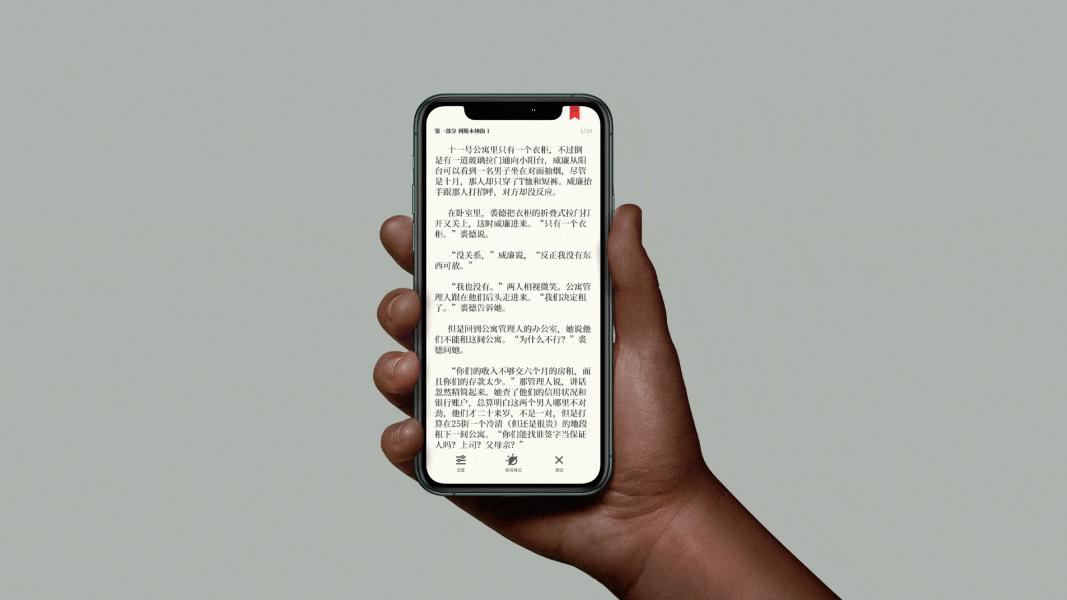 第一部分 利斯本纳街 1
1/24
十一号公寓里只有一个衣柜，不过倒
是有一道玻璃拉门通向小阳台，威廉从阳
台可以看到一名男子坐在对面抽烟，尽管
是十月，那人却只穿了T恤和短裤。威廉抬
手跟那人打招呼，对方却没反应。
在卧室里，裘德把衣柜的折叠式拉门打
开又关上，这时威廉进来。“只有一个衣
柜。”裘德说。
“没关系，”威廉说，“反正我没有东
西可放。”
“我也没有。”两人相视微笑。公寓管
理人跟在他们后头走进来。“我们决定租
了。”裘德告诉她。
但是回到公寓管理人的办公室，她说他
们不能租这间公寓。“为什么不行？”裘
德问她。
“你们的收入不够交六个月的房租，而
且你们的存款太少。”那管理人说，讲话
忽然精简起来。她查了他们的信用状况和
银行账户，总算明白这两个男人哪里不对
劲，他们才二十来岁，不是一对，但是打
算在25街一个冷清（但还是很贵）的地段
租下一间公寓。“你们能找谁签字当保证
人吗？上司？父母亲？”
设置
夜间模式